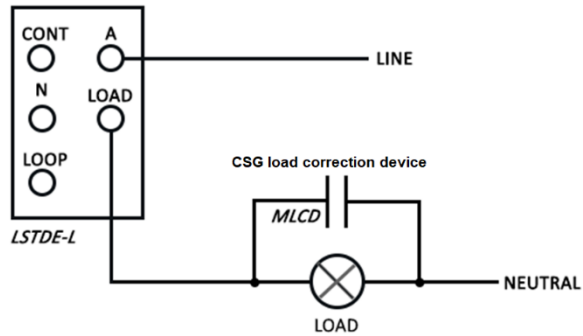 CONT A
LINE
N
LOAD
LOOP
CSG load correction device
MLCD
LSTDE-L
NEUTRAL
LOAD